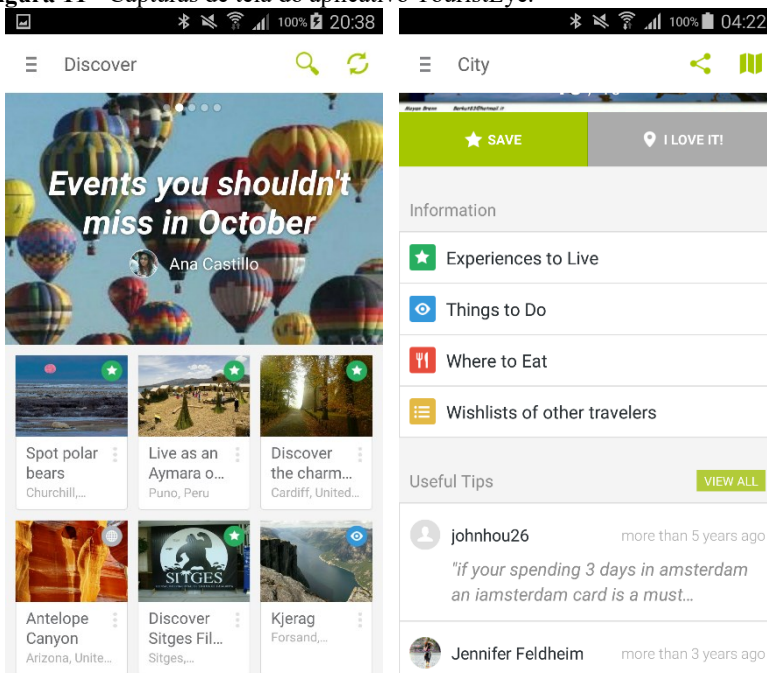 Figura 11 - Capturas de tela do aplicativo TouristEye.
100% 20:38
Discover
Events you shouldn't
miss in October
Ana Castillo
Spot polar
bears
Churchill,...
Live as an
Aymara o...
Puno, Peru
Discover
the charm...
Cardiff, United...
SITGES
Antelope
Canyon
Arizona, Unite...
Discover
Sitges Fil...
Sitges,...
Kjerag
Forsand,...
100% 04:22
City
SAVE
I LOVE IT!
Information
Experiences to Live
Things to Do
Where to Eat
Wishlists of other travelers
Useful Tips
VIEW ALL
johnhou26
more than 5 years ago
"if your spending 3 days in amsterdam
an iamsterdam card is a must...
Jennifer Feldheim
more than 3 years ago